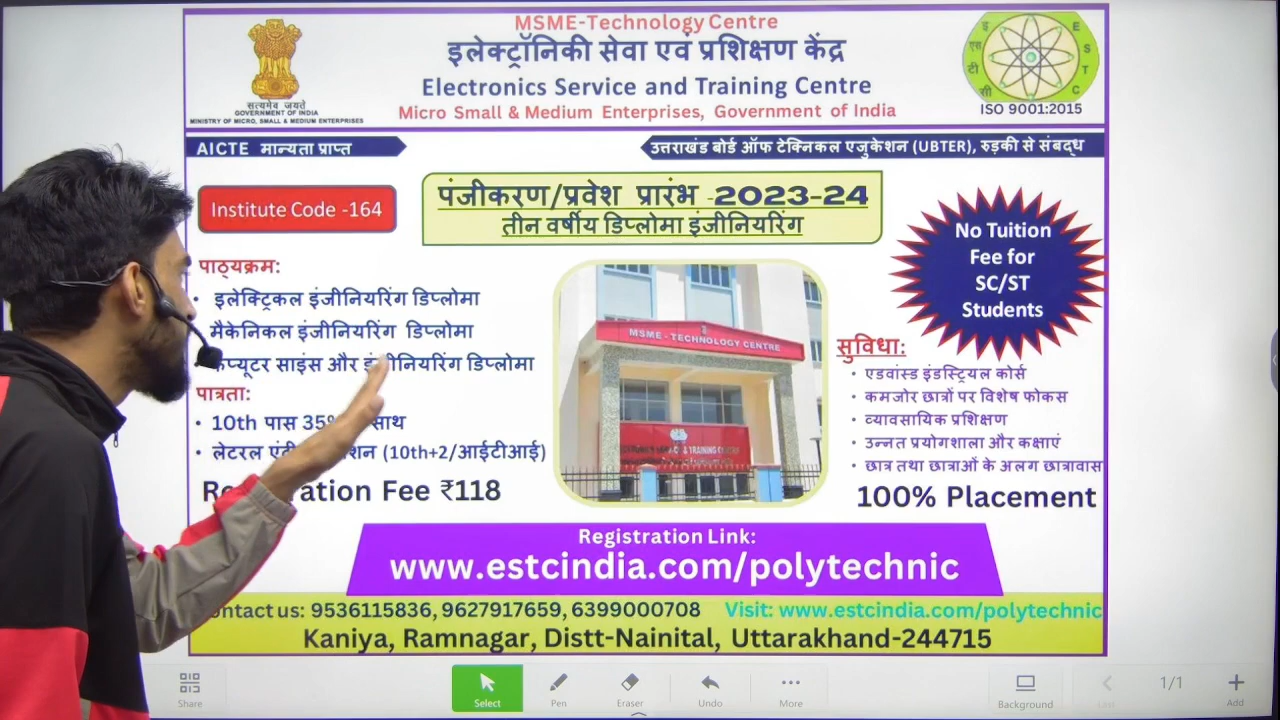 MSME-Technology Centre
इलेक्ट्रॉनिकी सेवा एवं प्रशिक्षण केंद्र
Electronics Service and Training Centre
Micro Small & Medium Enterprises, Government of India
सत्यमेव जयते
GOVERNMENT OF INDIA
MINISTRY OF MICRO, SMALL & MEDIUM ENTERPRISES
इ एस टी सी
E S T C
ISO 9001:2015
AICTE मान्यता प्राप्त
उत्तराखंड बोर्ड ऑफ टेक्निकल एजुकेशन (UBTER), रुड़की से संबद्ध
Institute Code -164
पंजीकरण/प्रवेश प्रारंभ -2023-24
तीन वर्षीय डिप्लोमा इंजीनियरिंग
No Tuition
Fee for
SC/ST
Students
पाठ्यक्रम:
• इलेक्ट्रिकल इंजीनियरिंग डिप्लोमा
मैकेनिकल इंजीनियरिंग डिप्लोमा
साइंस और डिप्लोमा
पात्रता:
• 10th पास
• लेटरल (10th+2/आईटीआई)
Fee ₹118
MSME - TECHNOLOGY CENTRE
& TRAINING
सुविधा:
• एडवांस्ड इंडस्ट्रियल कोर्स
• कमजोर छात्रों पर विशेष फोकस
• व्यावसायिक प्रशिक्षण
• उन्नत प्रयोगशाला और कक्षाएं
• छात्र तथा छात्राओं के अलग छात्रावास
100% Placement
Registration Link:
www.estcindia.com/polytechnic
us: 9536115836, 9627917659, 6399000708 Visit: www.estcindia.com/polytechnic
Kaniya, Ramnagar, Distt-Nainital, Uttarakhand-244715
Share Select Pen Eraser Undo More Background Last 1/1 Add